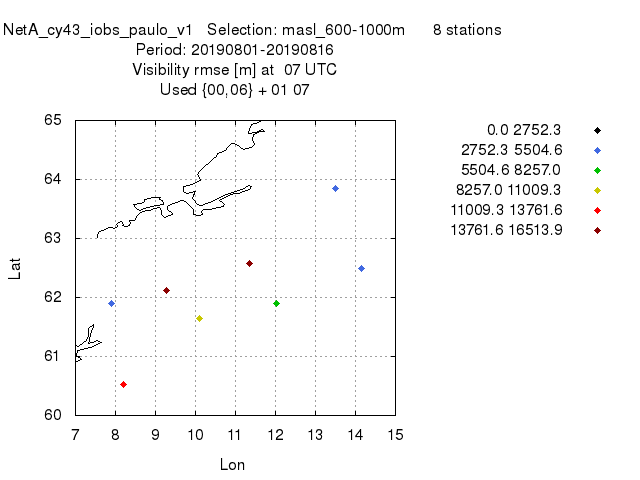 NetA_cy43_iobs_paulo_v1 Selection: masl_600-1000m 8 stations
Period: 20190801-20190816
Visibility rmse [m] at 07 UTC
Used {00,06} + 01 07
65
64
63
62
61
60
Lat
7 8 9 10 11 12 13 14 15
Lon
0.0 2752.3
2752.3 5504.6
5504.6 8257.0
8257.0 11009.3
11009.3 13761.6
13761.6 16513.9